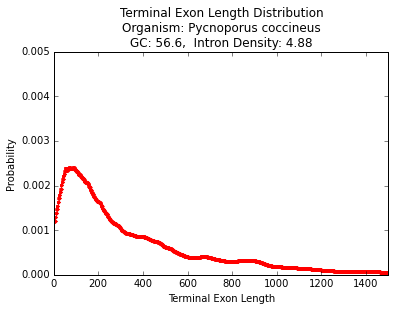 Terminal Exon Length Distribution
Organism: Pycnoporus coccineus
GC: 56.6,  Intron Density: 4.88
0.005
0.004
0.003
0.002
0.001
0.000
Probability
0 200 400 600 800 1000 1200 1400
Terminal Exon Length